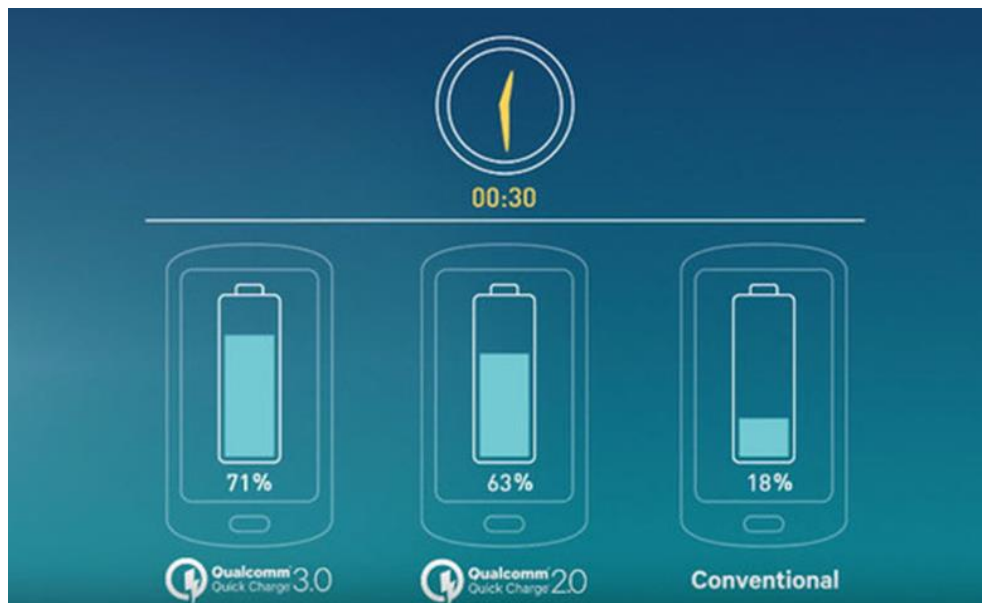 00:30
71%
63%
18%
Qualcomm®
Quick Charge 3.0
Qualcomm®
Quick Charge 2.0
Conventional